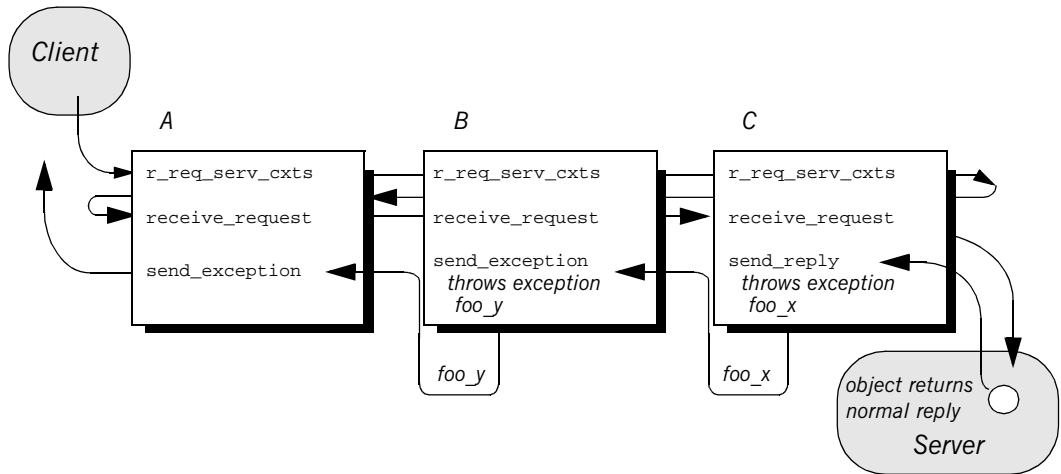 Client
A
B
C
r_req_serv_cxts
receive_request
send_exception
r_req_serv_cxts
receive_request
send_exception
throws exception
foo_y
r_req_serv_cxts
receive_request
send_reply
throws exception
foo_x
foo_y
foo_x
object returns
normal reply
Server